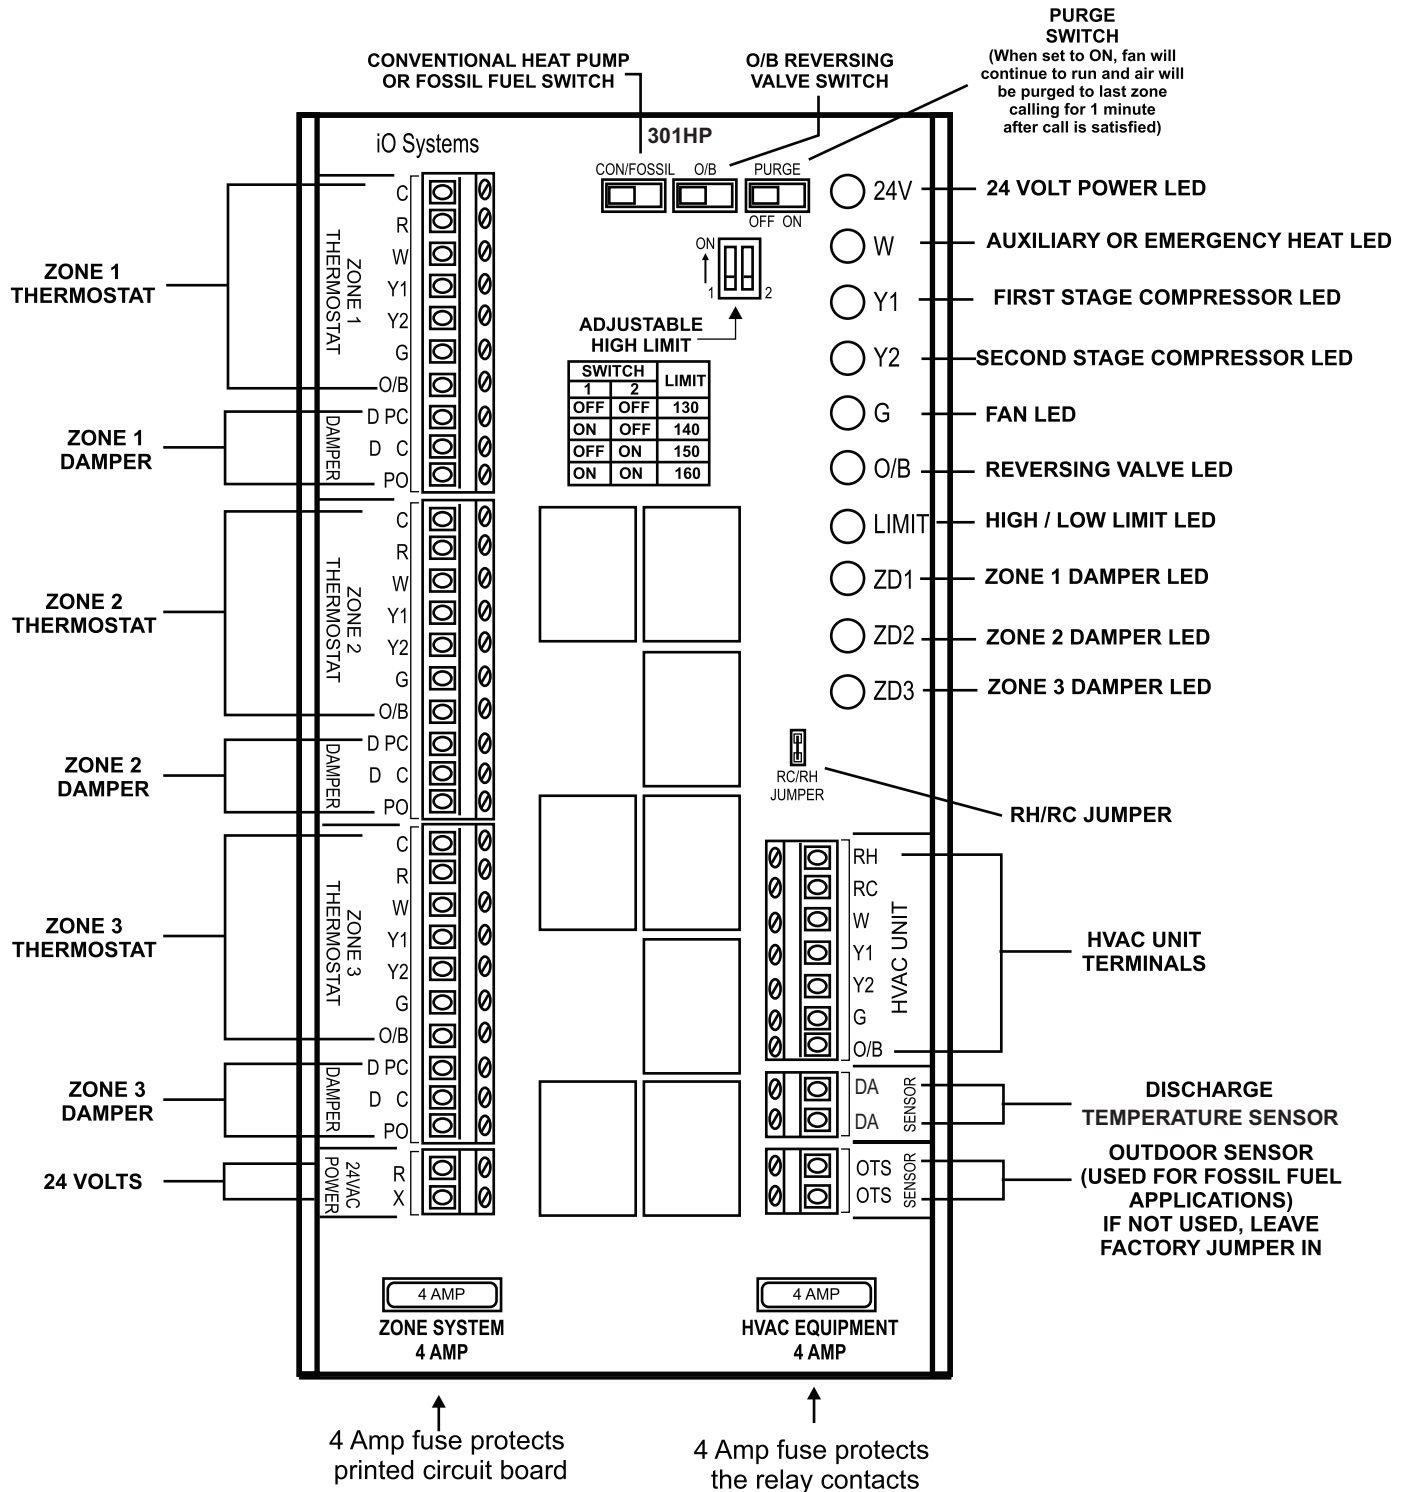 PURGE
SWITCH
(When set to ON, fan will
continue to run and air will
be purged to last zone
calling for 1 minute
after call is satisfied)
CONVENTIONAL HEAT PUMP
OR FOSSIL FUEL SWITCH
O/B REVERSING
VALVE SWITCH
iO Systems
301HP
CON/FOSSIL
O/B
PURGE
OFF ON
ON
1
2
ADJUSTABLE
HIGH LIMIT
SWITCH LIMIT
1 2
OFF OFF 130
ON OFF 140
OFF ON 150
ON ON 160
ZONE 1
THERMOSTAT
ZONE 1
THERMOSTAT
C
R
W
Y1
Y2
G
O/B
ZONE 1
DAMPER
DAMPER
D PC
D C
PO
ZONE 2
THERMOSTAT
ZONE 2
THERMOSTAT
C
R
W
Y1
Y2
G
O/B
ZONE 2
DAMPER
DAMPER
D PC
D C
PO
ZONE 3
THERMOSTAT
ZONE 3
THERMOSTAT
C
R
W
Y1
Y2
G
O/B
ZONE 3
DAMPER
DAMPER
D PC
D C
PO
24 VOLTS
24VAC
POWER
R
X
24V 24 VOLT POWER LED
W AUXILIARY OR EMERGENCY HEAT LED
Y1 FIRST STAGE COMPRESSOR LED
Y2 SECOND STAGE COMPRESSOR LED
G FAN LED
O/B REVERSING VALVE LED
LIMIT HIGH / LOW LIMIT LED
ZD1 ZONE 1 DAMPER LED
ZD2 ZONE 2 DAMPER LED
ZD3 ZONE 3 DAMPER LED
RC/RH
JUMPER
RH/RC JUMPER
RH
RC
W
Y1
Y2
G
O/B
HVAC UNIT
HVAC UNIT
TERMINALS
DA
DA
SENSOR
DISCHARGE
TEMPERATURE SENSOR
OTS
OTS
SENSOR
OUTDOOR SENSOR
(USED FOR FOSSIL FUEL
APPLICATIONS)
IF NOT USED, LEAVE
FACTORY JUMPER IN
4 AMP
ZONE SYSTEM
4 AMP
4 AMP
HVAC EQUIPMENT
4 AMP
4 Amp fuse protects
printed circuit board
4 Amp fuse protects
the relay contacts